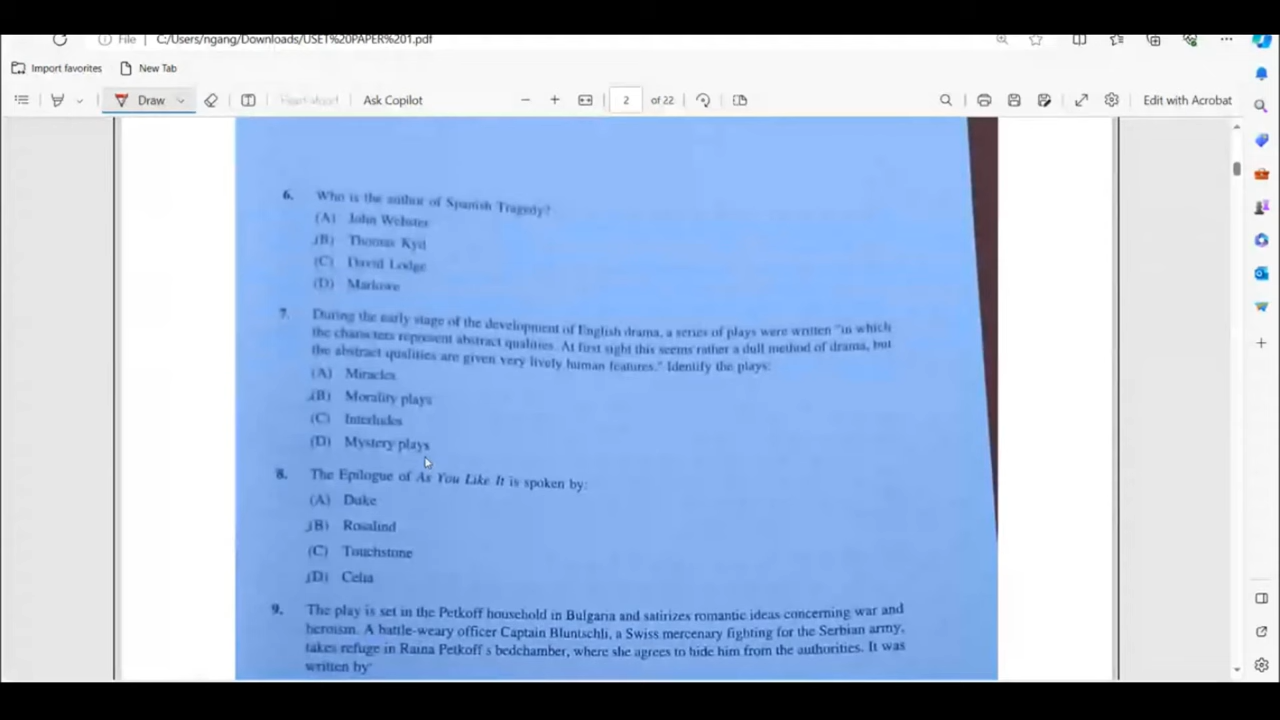 File C:/Users/ngang/Downloads/USET%20PAPER%201.pdf
Import favorites New Tab
Draw Read aloud Ask Copilot 2 of 22 Edit with Acrobat
6. Who is the author of Spanish Tragedy?
(A) John Webster
(B) Thomas Kyd
(C) David Lodge
(D) Marlowe
7. During the early stage of the development of English drama, a series of plays were written "in which
the characters represent abstract qualities. At first sight this seems rather a dull method of drama, but
the abstract qualities are given very lively human features." Identify the plays:
(A) Miracles
(B) Morality plays
(C) Interludes
(D) Mystery plays
8. The Epilogue of As You Like It is spoken by:
(A) Duke
(B) Rosalind
(C) Touchstone
(D) Celia
9. The play is set in the Petkoff household in Bulgaria and satirizes romantic ideas concerning war and
heroism. A battle-weary officer Captain Bluntschli, a Swiss mercenary fighting for the Serbian army,
takes refuge in Raina Petkoff s bedchamber, where she agrees to hide him from the authorities. It was
written by